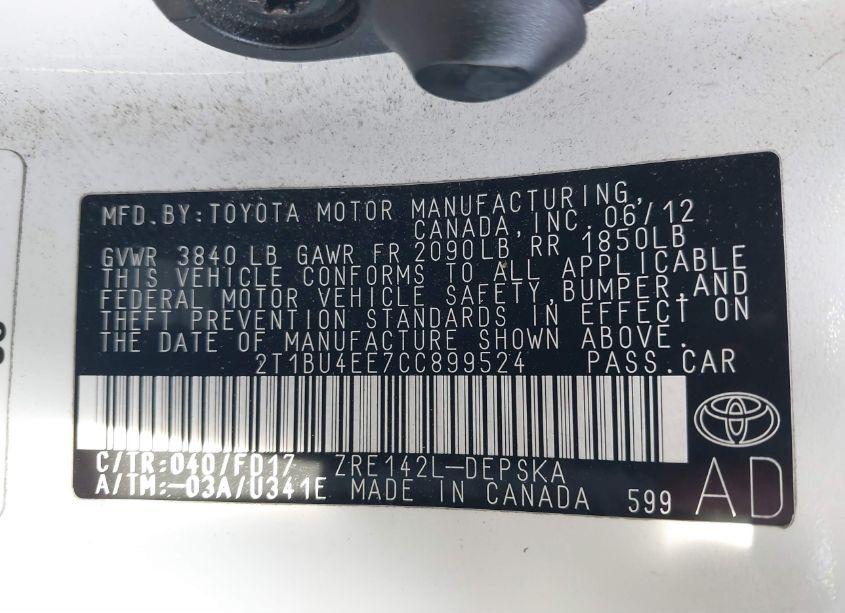 MFD.BY:TOYOTA MOTOR MANUFACTURING,
CANADA,INC. 06/12
GVWR 3840 LB GAWR FR 2090LB RR 1850LB
THIS VEHICLE CONFORMS TO ALL APPLICABLE
FEDERAL MOTOR VEHICLE SAFETY,BUMPER,AND
THEFT PREVENTION STANDARDS IN EFFECT ON
THE DATE OF MANUFACTURE SHOWN ABOVE.
2T1BU4EE7CC899524 PASS.CAR
C/TR:040/FD17 ZRE142L-DEPSKA
A/TM:-03A/U341E MADE IN CANADA 599 AD